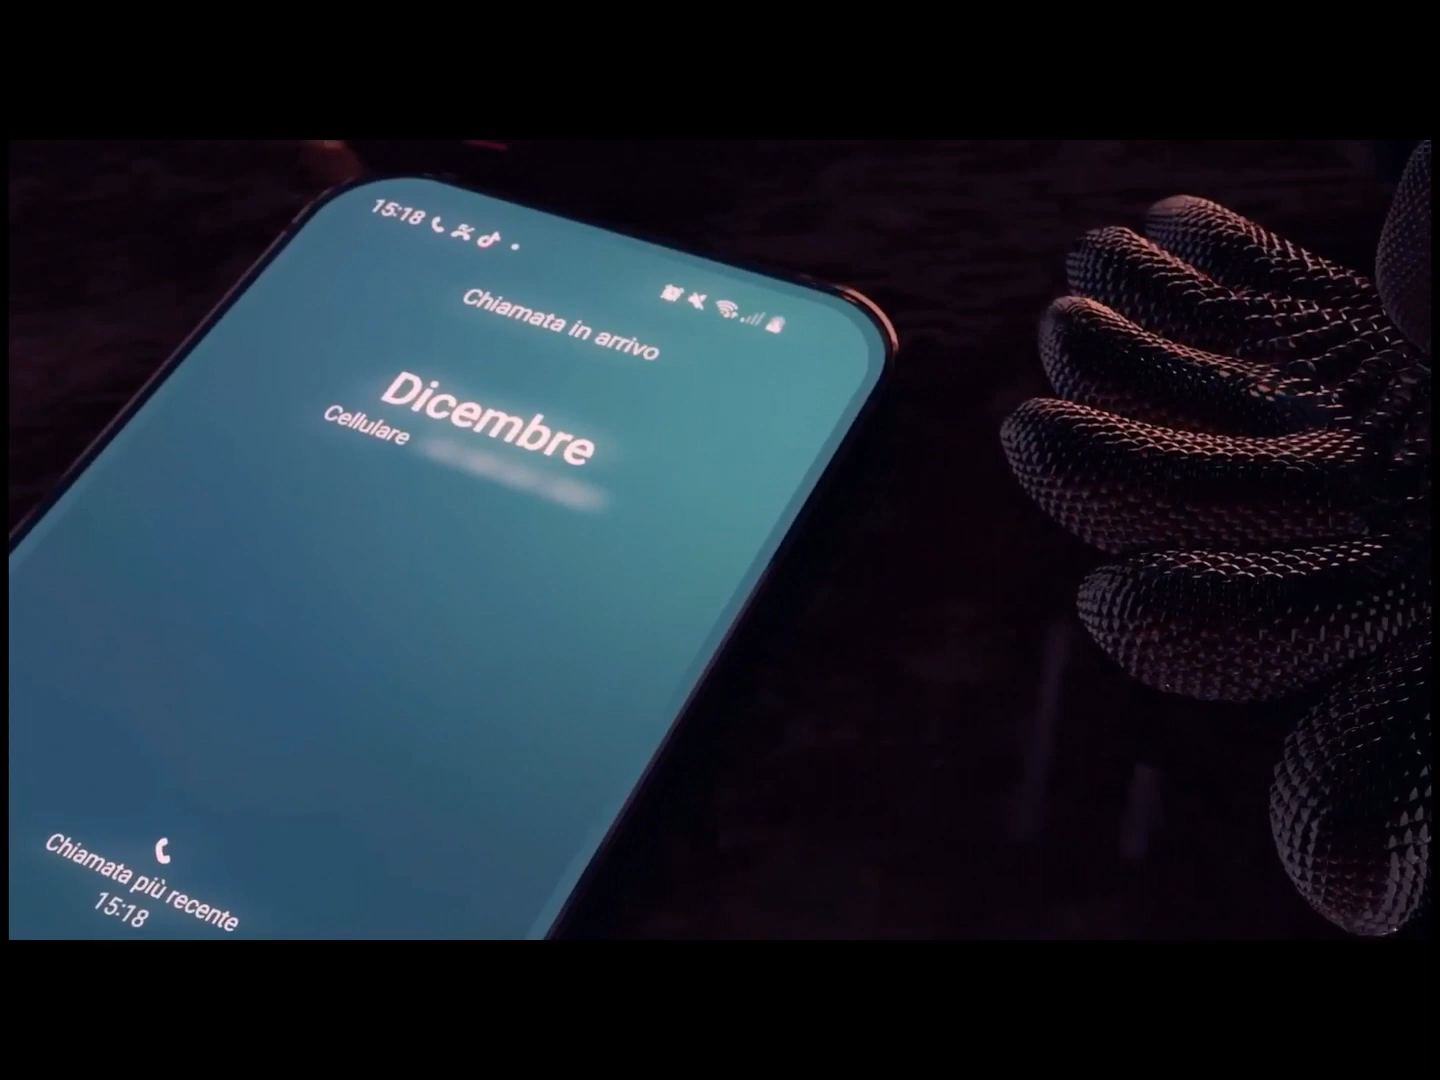 15:18
Chiamata in arrivo
Dicembre
Cellulare
Chiamata più recente
15:18